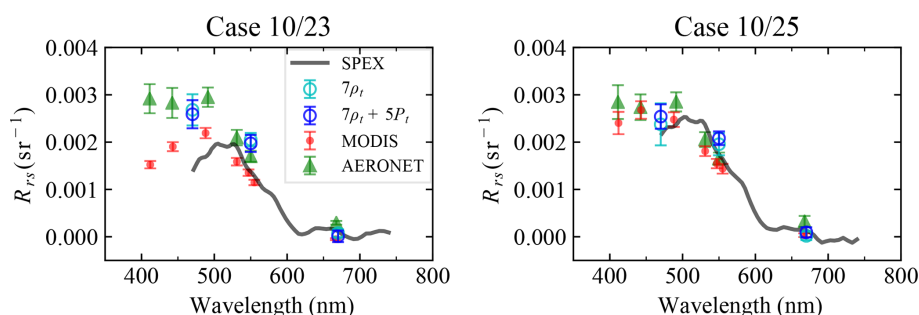 Case 10/23
Case 10/25
0.004
0.003
0.002
0.001
0.000
R_rs (sr⁻¹)
400 500 600 700 800
Wavelength (nm)
SPEX
7ρ_t
7ρ_t + 5P_t
MODIS
AERONET
0.004
0.003
0.002
0.001
0.000
R_rs (sr⁻¹)
400 500 600 700 800
Wavelength (nm)